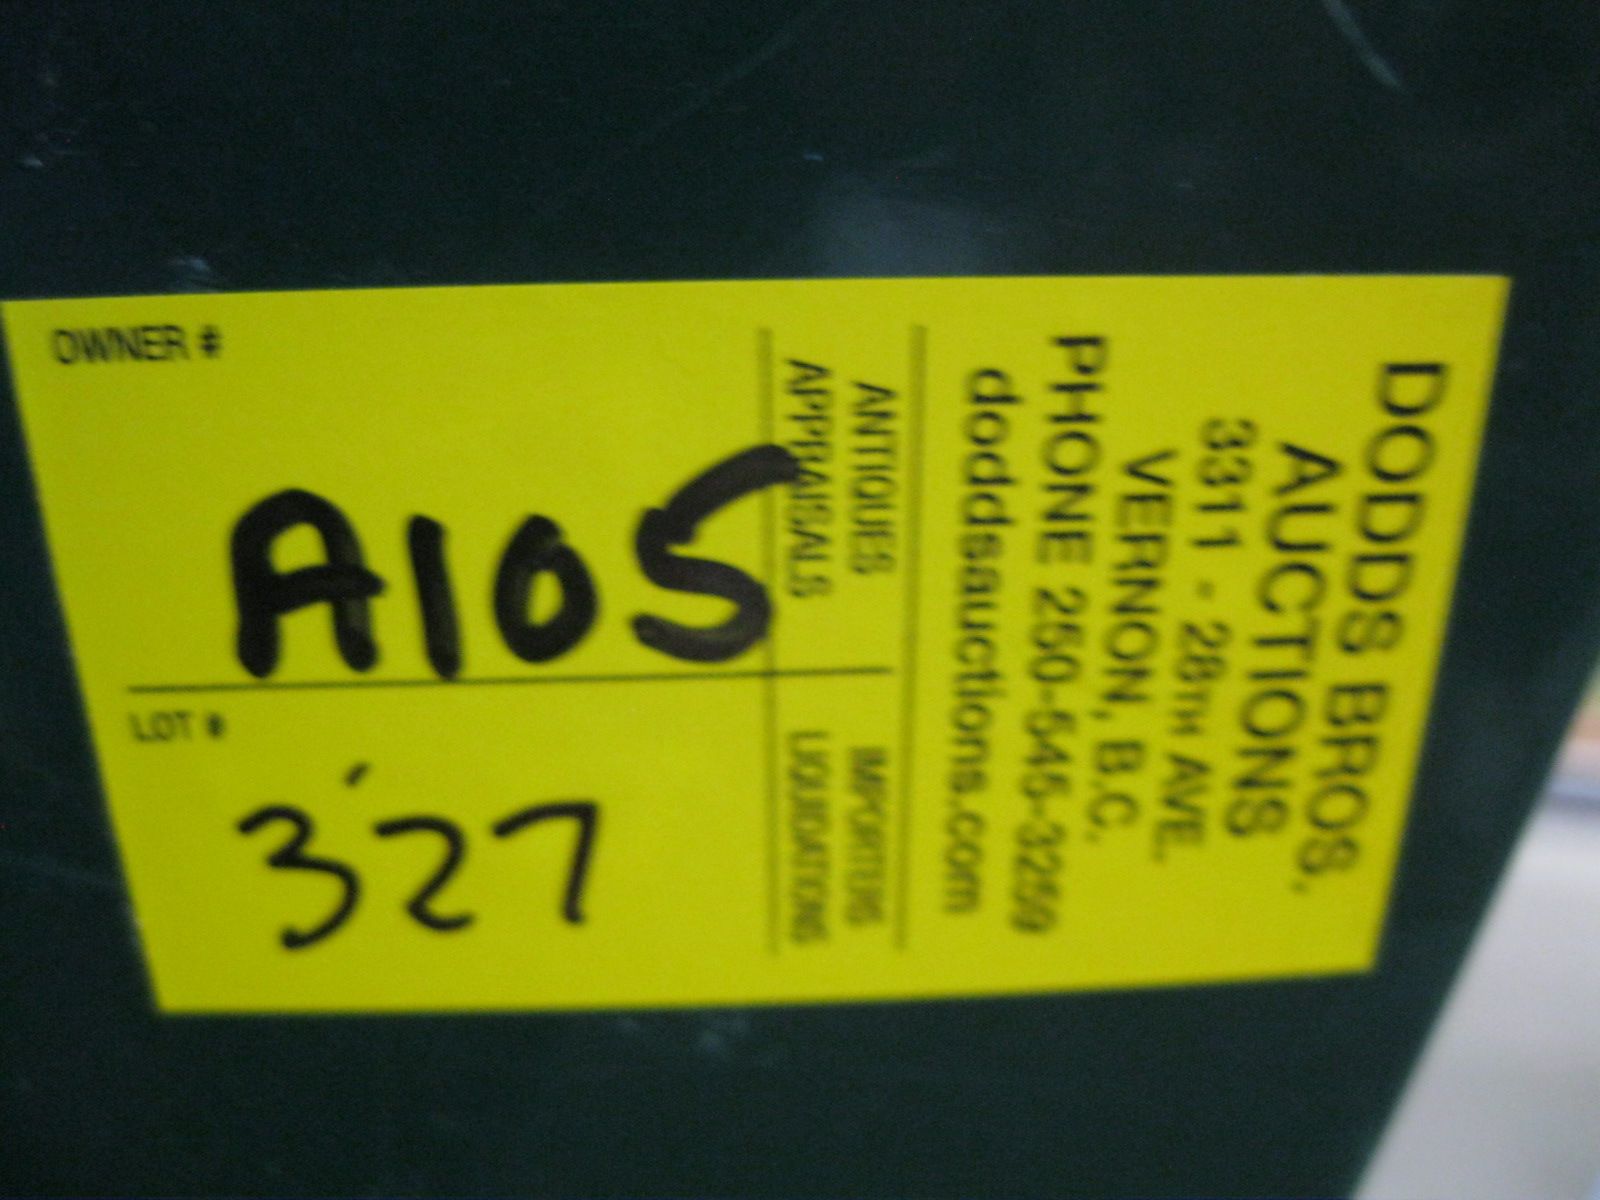 OWNER #
A105
LOT #
327
DODDS BROS.
AUCTIONS
3311 - 28TH AVE.
VERNON, B.C.
PHONE 250-545-3259
doddsauctions.com
ANTIQUES
APPRAISALS
IMPORTERS
LIQUIDATIONS